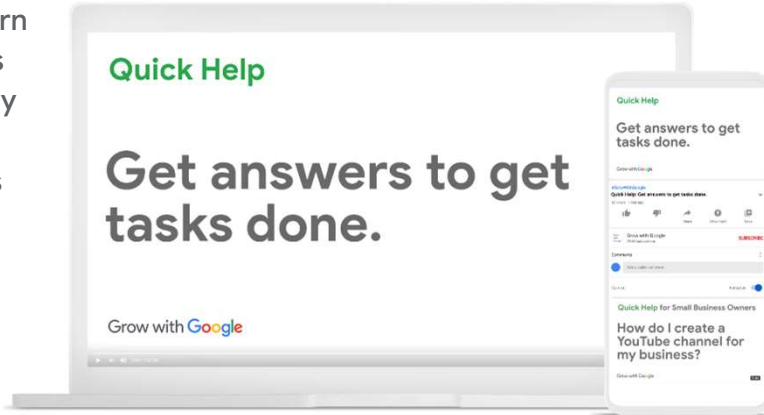 rn
s
y
s
Quick Help
Get answers to get
tasks done.
Grow with Google
Quick Help
Get answers to get
tasks done.
Grow with Google
Quick Help: Get answers to get tasks done.
Grow with Google
SUBSCRIBE
Comments
Quick Help for Small Business Owners
How do I create a
YouTube channel for
my business?
Grow with Google